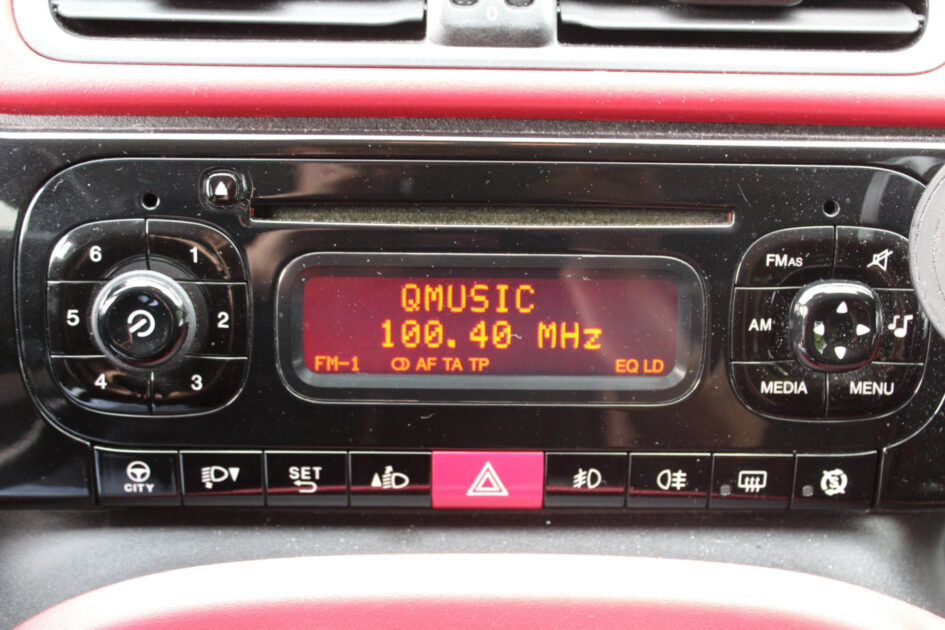 0
6
1
5
2
4
3
QMUSIC
100.40 MHz
FM-1 AF TA TP EQ LD
FMAS
AM
MEDIA
MENU
CITY
SET
S